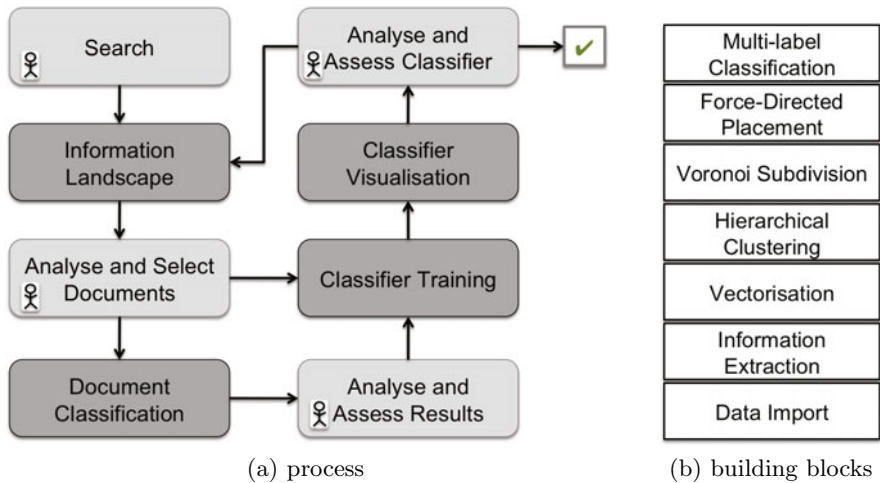 Search
Information
Landscape
Analyse and Select
Documents
Document
Classification
Analyse and
Assess Classifier
Classifier
Visualisation
Classifier Training
Analyse and
Assess Results
(a) process
Multi-label
Classification
Force-Directed
Placement
Voronoi Subdivision
Hierarchical
Clustering
Vectorisation
Information
Extraction
Data Import
(b) building blocks